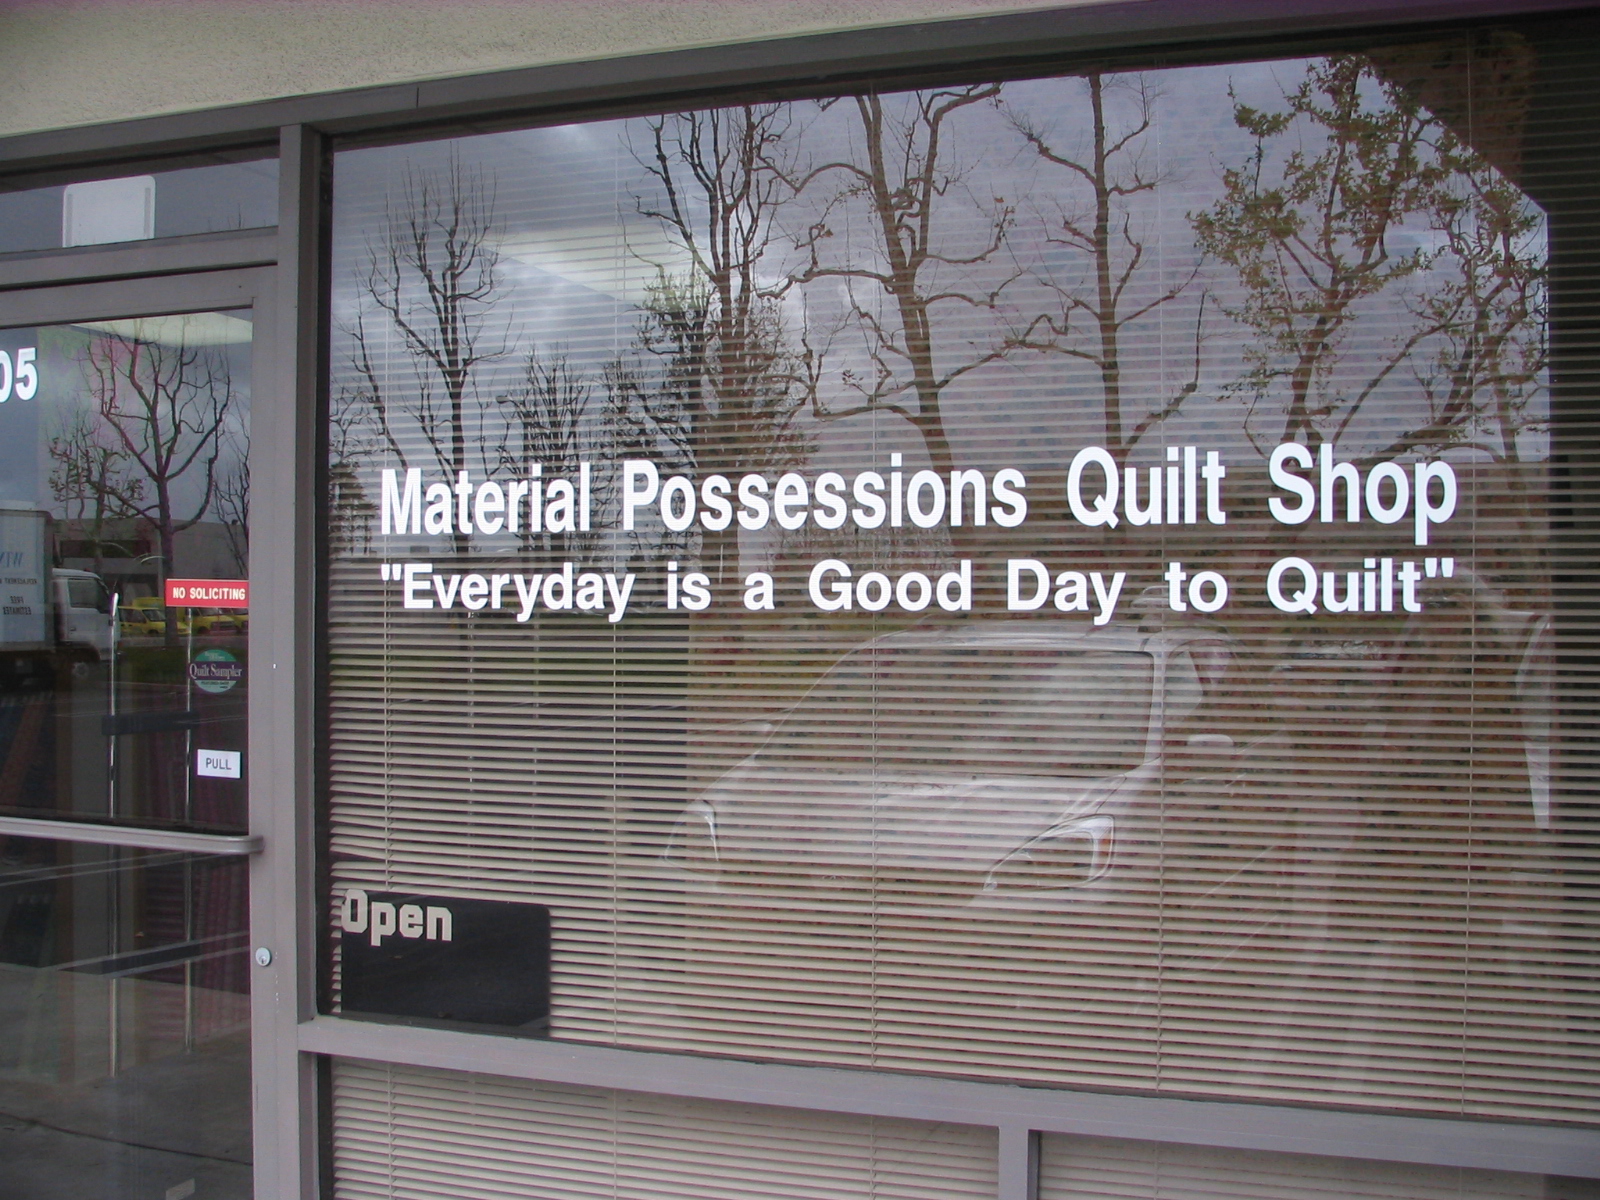 Material Possessions Quilt Shop
"Everyday is a Good Day to Quilt"
05
NO SOLICITING
Quilt Sampler
PULL
Open